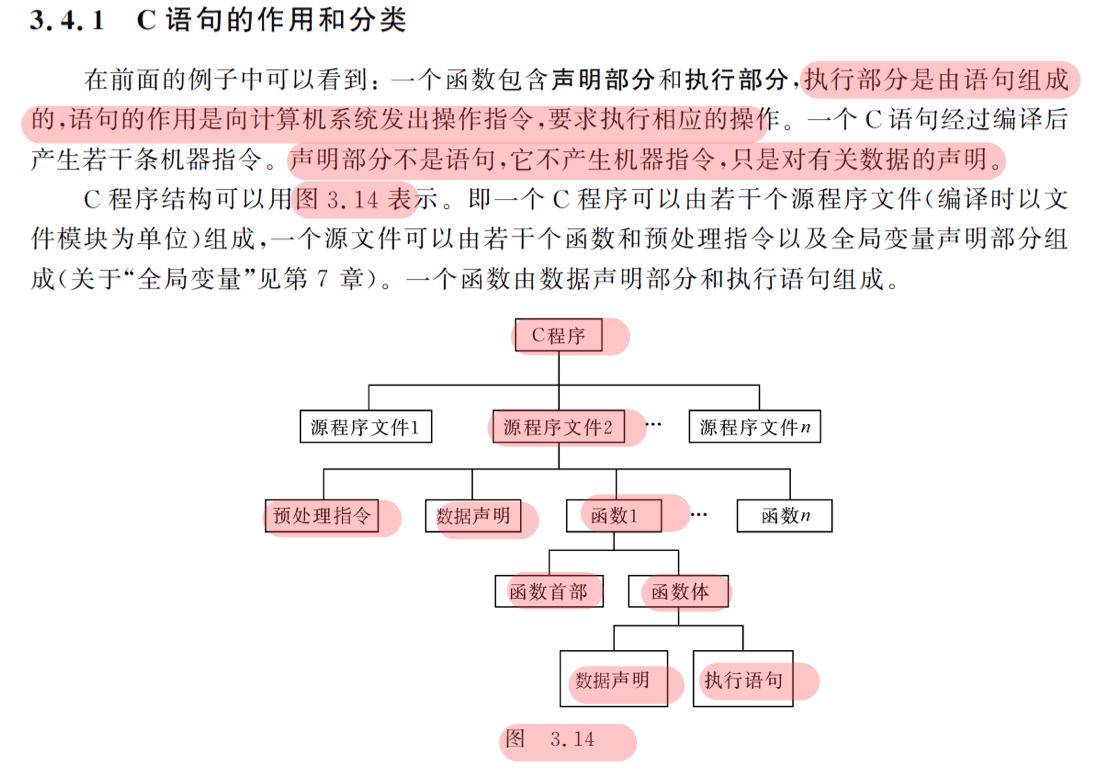 3.4.1 C 语句的作用和分类
在前面的例子中可以看到：一个函数包含声明部分和执行部分，执行部分是由语句组成
的，语句的作用是向计算机系统发出操作指令，要求执行相应的操作。一个 C 语句经过编译后
产生若干条机器指令。声明部分不是语句，它不产生机器指令，只是对有关数据的声明。
C 程序结构可以用图 3.14 表示。即一个 C 程序可以由若干个源程序文件(编译时以文
件模块为单位)组成，一个源文件可以由若干个函数和预处理指令以及全局变量声明部分组
成(关于“全局变量”见第 7 章)。一个函数由数据声明部分和执行语句组成。
C程序
源程序文件1 源程序文件2 … 源程序文件n
预处理指令 数据声明 函数1 … 函数n
函数首部 函数体
数据声明 执行语句
图 3.14